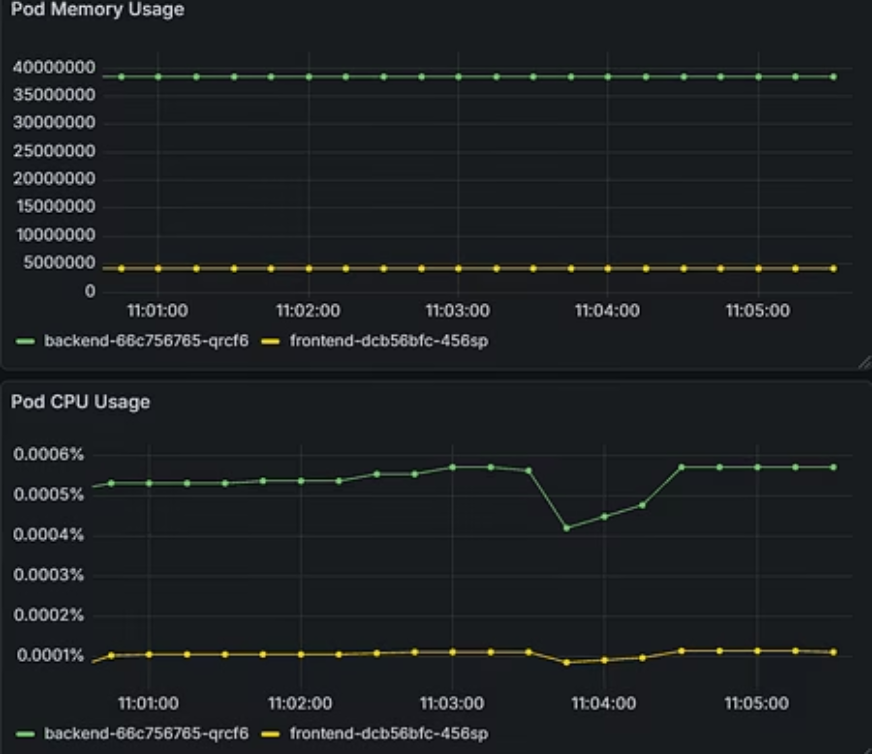 Pod Memory Usage
40000000
35000000
30000000
25000000
20000000
15000000
10000000
5000000
0
11:01:00 11:02:00 11:03:00 11:04:00 11:05:00
backend-66c756765-qrcf6 frontend-dcb56bfc-456sp
Pod CPU Usage
0.0006%
0.0005%
0.0004%
0.0003%
0.0002%
0.0001%
11:01:00 11:02:00 11:03:00 11:04:00 11:05:00
backend-66c756765-qrcf6 frontend-dcb56bfc-456sp